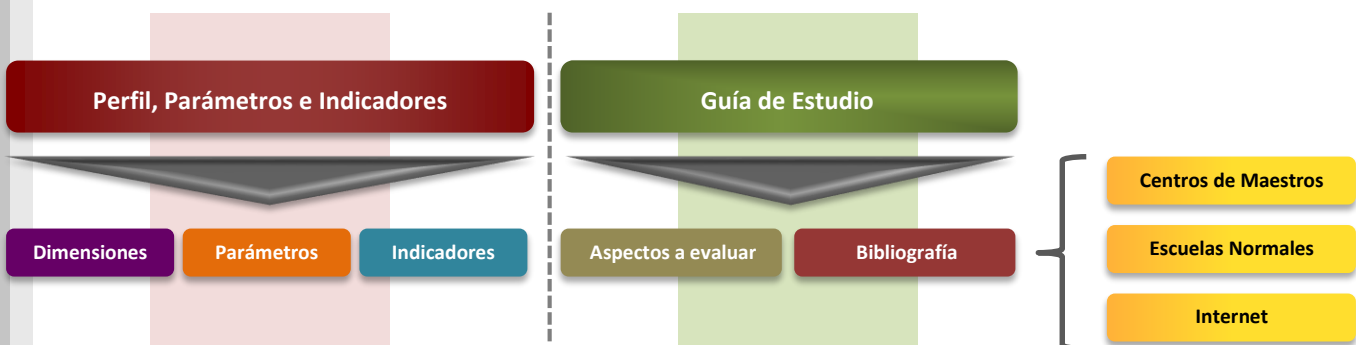 Perfil, Parámetros e Indicadores
Guía de Estudio
Dimensiones
Parámetros
Indicadores
Aspectos a evaluar
Bibliografía
Centros de Maestros
Escuelas Normales
Internet